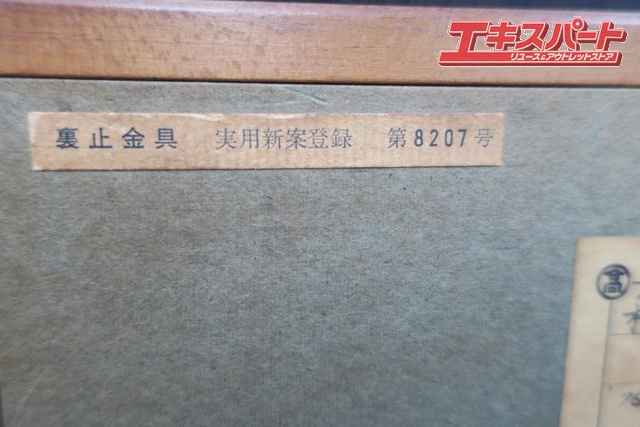 エキスパート
リユース&アウトレットストア
裏止金具 実用新案登録 第8207号
高